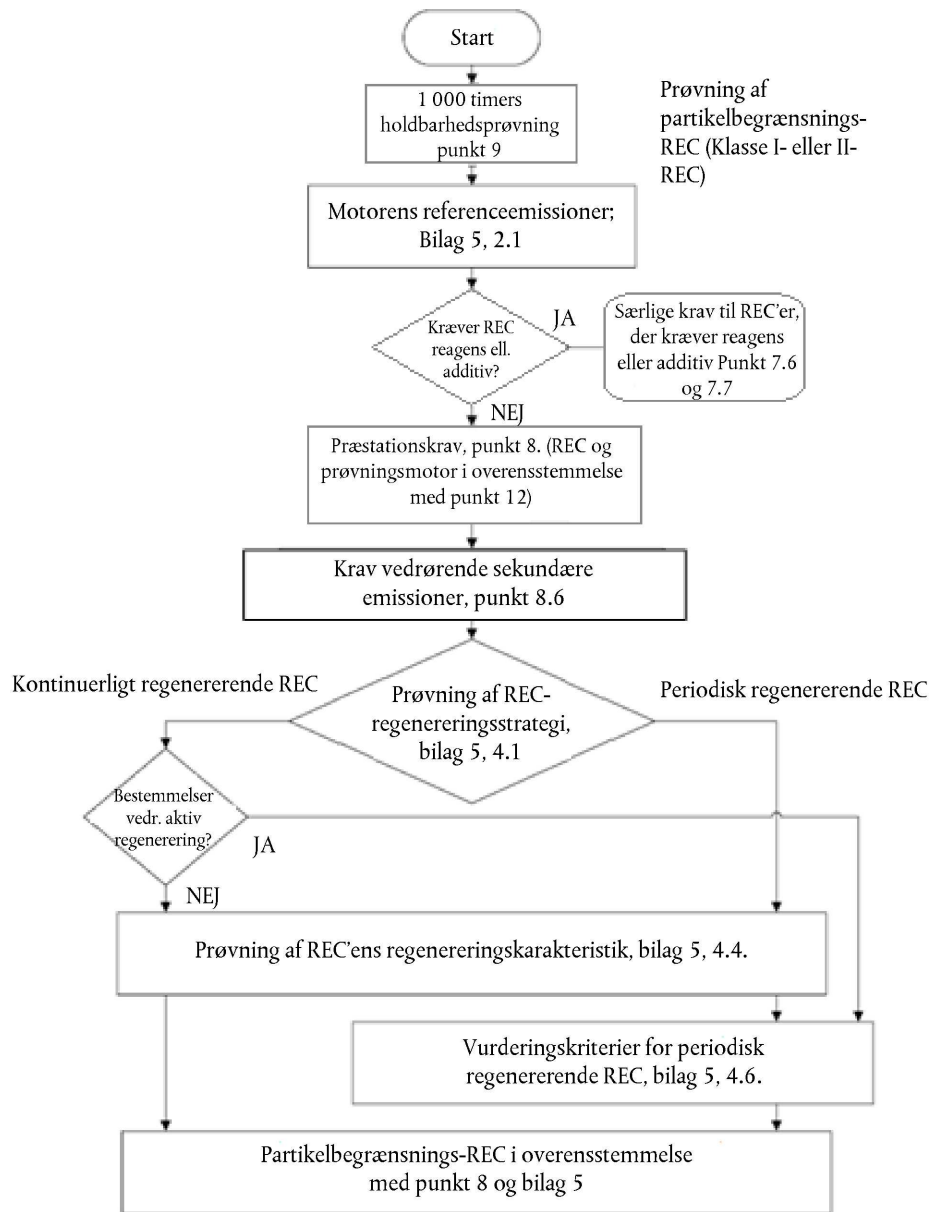 Start
1 000 timers
holdbarhedsprøvning
punkt 9
Prøvning af
partikelbegrænsnings-
REC (Klasse I- eller II-
REC)
Motorens referenceemissioner;
Bilag 5, 2.1
Kræver REC
reagens ell.
additiv?
JA
Særlige krav til REC’er,
der kræver reagens
eller additiv Punkt 7.6
og 7.7
NEJ
Præstationskrav, punkt 8. (REC og
prøvningsmotor i overensstemmelse
med punkt 12)
Krav vedrørende sekundære
emissioner, punkt 8.6
Kontinuerligt regenererende REC
Prøvning af REC-
regenereringsstrategi,
bilag 5, 4.1
Periodisk regenererende REC
Bestemmelser
vedr. aktiv
regenerering?
JA
NEJ
Prøvning af REC’ens regenereringskarakteristik, bilag 5, 4.4.
Vurderingskriterier for periodisk
regenererende REC, bilag 5, 4.6.
Partikelbegrænsnings-REC i overensstemmelse
med punkt 8 og bilag 5